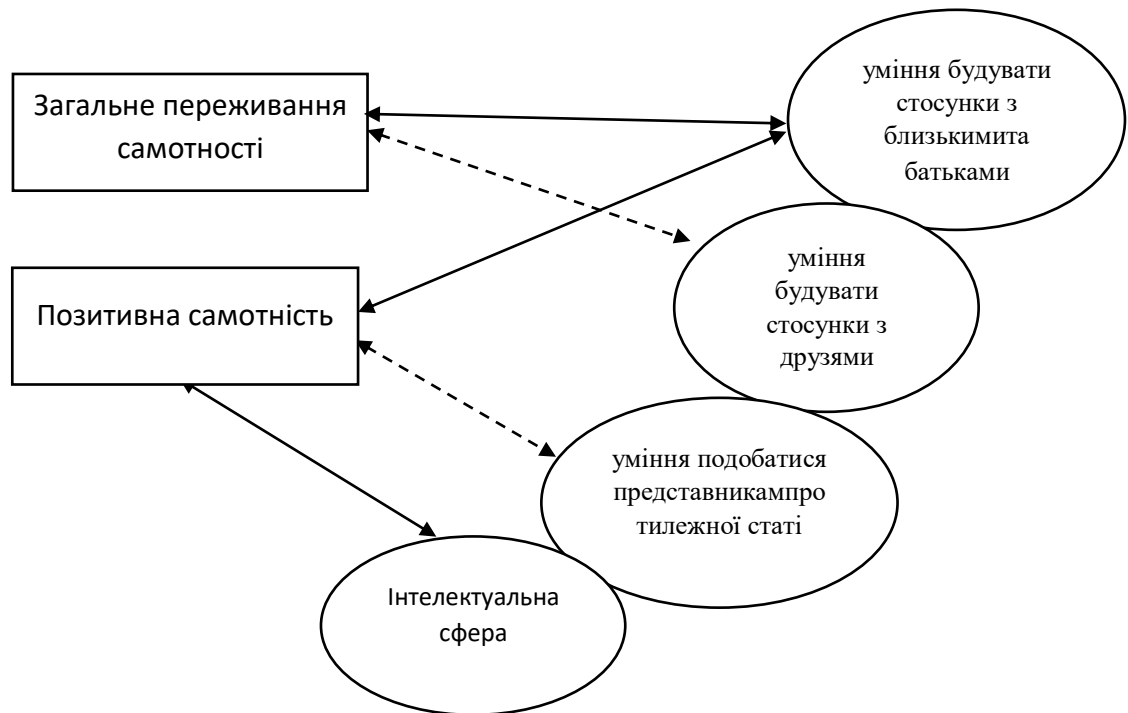 Загальне переживання
самотності
уміння будувати
стосунки з
близькимита
батьками
уміння
будувати
стосунки з
друзями
Позитивна самотність
уміння подобатися
представникампро
тилежної статі
Інтелектуальна
сфера